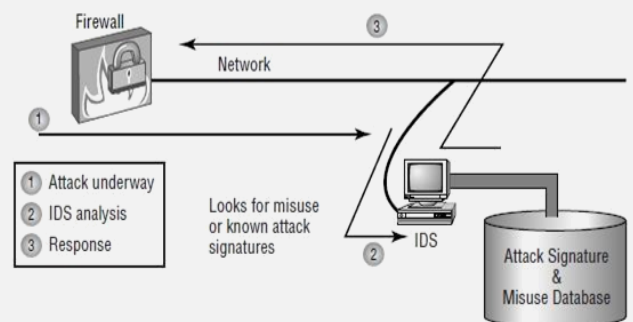 Firewall
3
Network
1
1 Attack underway
2 IDS analysis
3 Response
Looks for misuse
or known attack
signatures
2
IDS
Attack Signature
&
Misuse Database